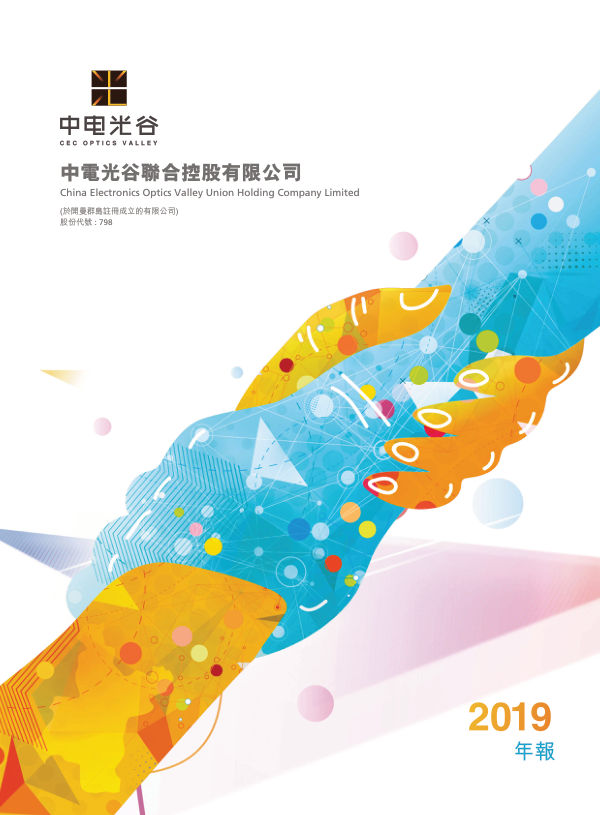 中电光谷
CEC OPTICS VALLEY
中電光谷聯合控股有限公司
China Electronics Optics Valley Union Holding Company Limited
(於開曼群島註冊成立的有限公司)
股份代號 : 798
2019
年報